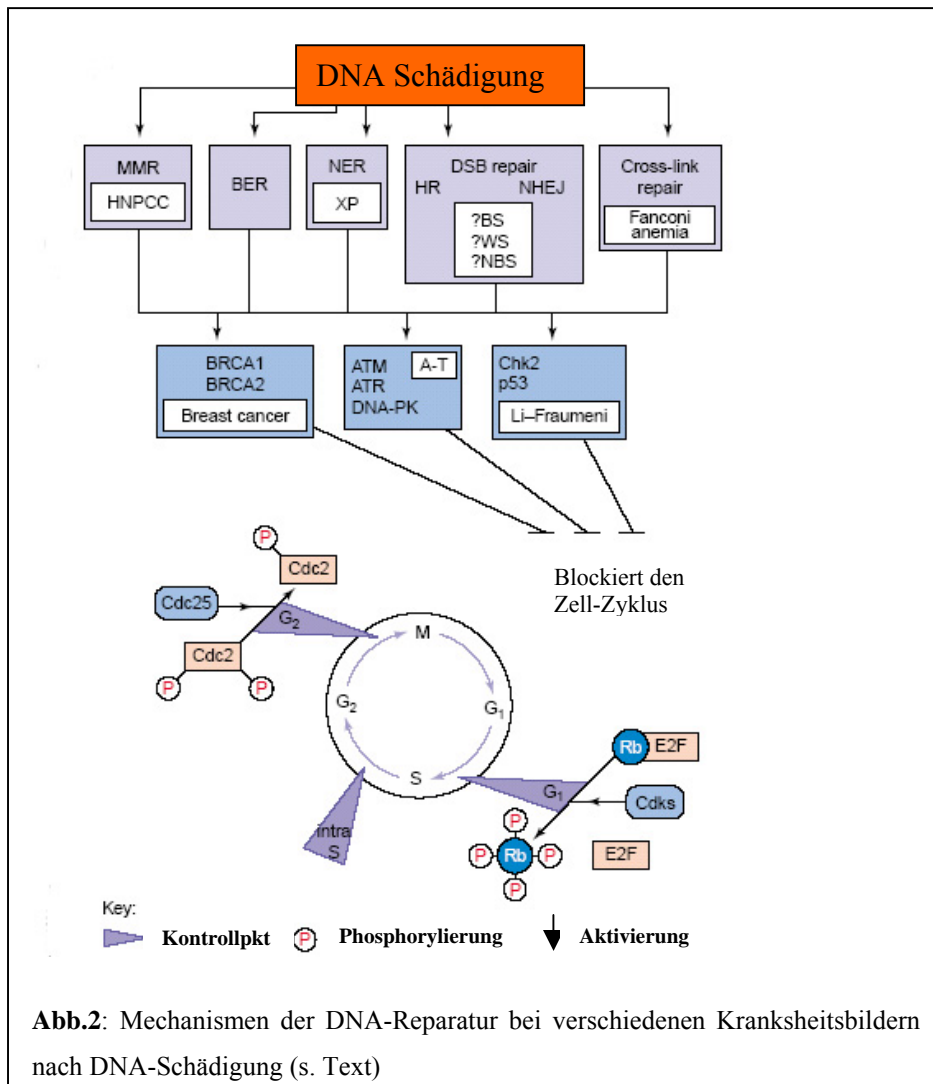 DNA Schädigung
MMR
HNPCC
BER
NER
XP
DSB repair
HR NHEJ
?BS
?WS
?NBS
Cross-link
repair
Fanconi
anemia
BRCA1
BRCA2
Breast cancer
ATM
ATR
DNA-PK
A-T
Chk2
p53
Li–Fraumeni
Blockiert den
Zell-Zyklus
P
Cdc2
Cdc25
G2
Cdc2
P
P
M
G2
G1
S
intra
S
G1
Rb
E2F
Cdks
P
P
Rb
P
P
E2F
Key:
Kontrollpkt
P
Phosphorylierung
Aktivierung
Abb.2: Mechanismen der DNA-Reparatur bei verschiedenen Kranksheitsbildern
nach DNA-Schädigung (s. Text)